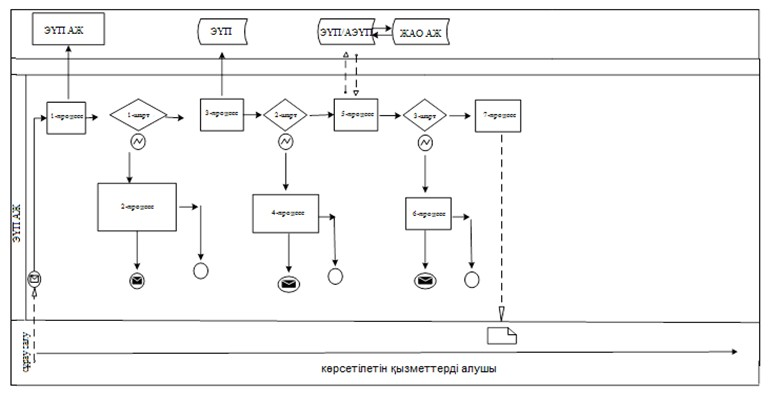 ЭҮП АЖ
ЭҮП
ЭҮП/АЭҮП
ЖАО АЖ
1-процесс
1-шарт
3-процесс
2-шарт
5-процесс
3-шарт
7-процесс
2-процесс
4-процесс
6-процесс
ЭҮП АЖ
көрсетілетін қызметтерді алушы